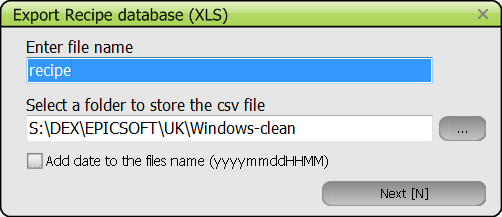 Export Recipe database (XLS)
Enter file name
recipe
Select a folder to store the csv file
S:\DEX\EPICSOFT\UK\Windows-clean
...
Add date to the files name (yyyymmddHHMM)
Next [N]